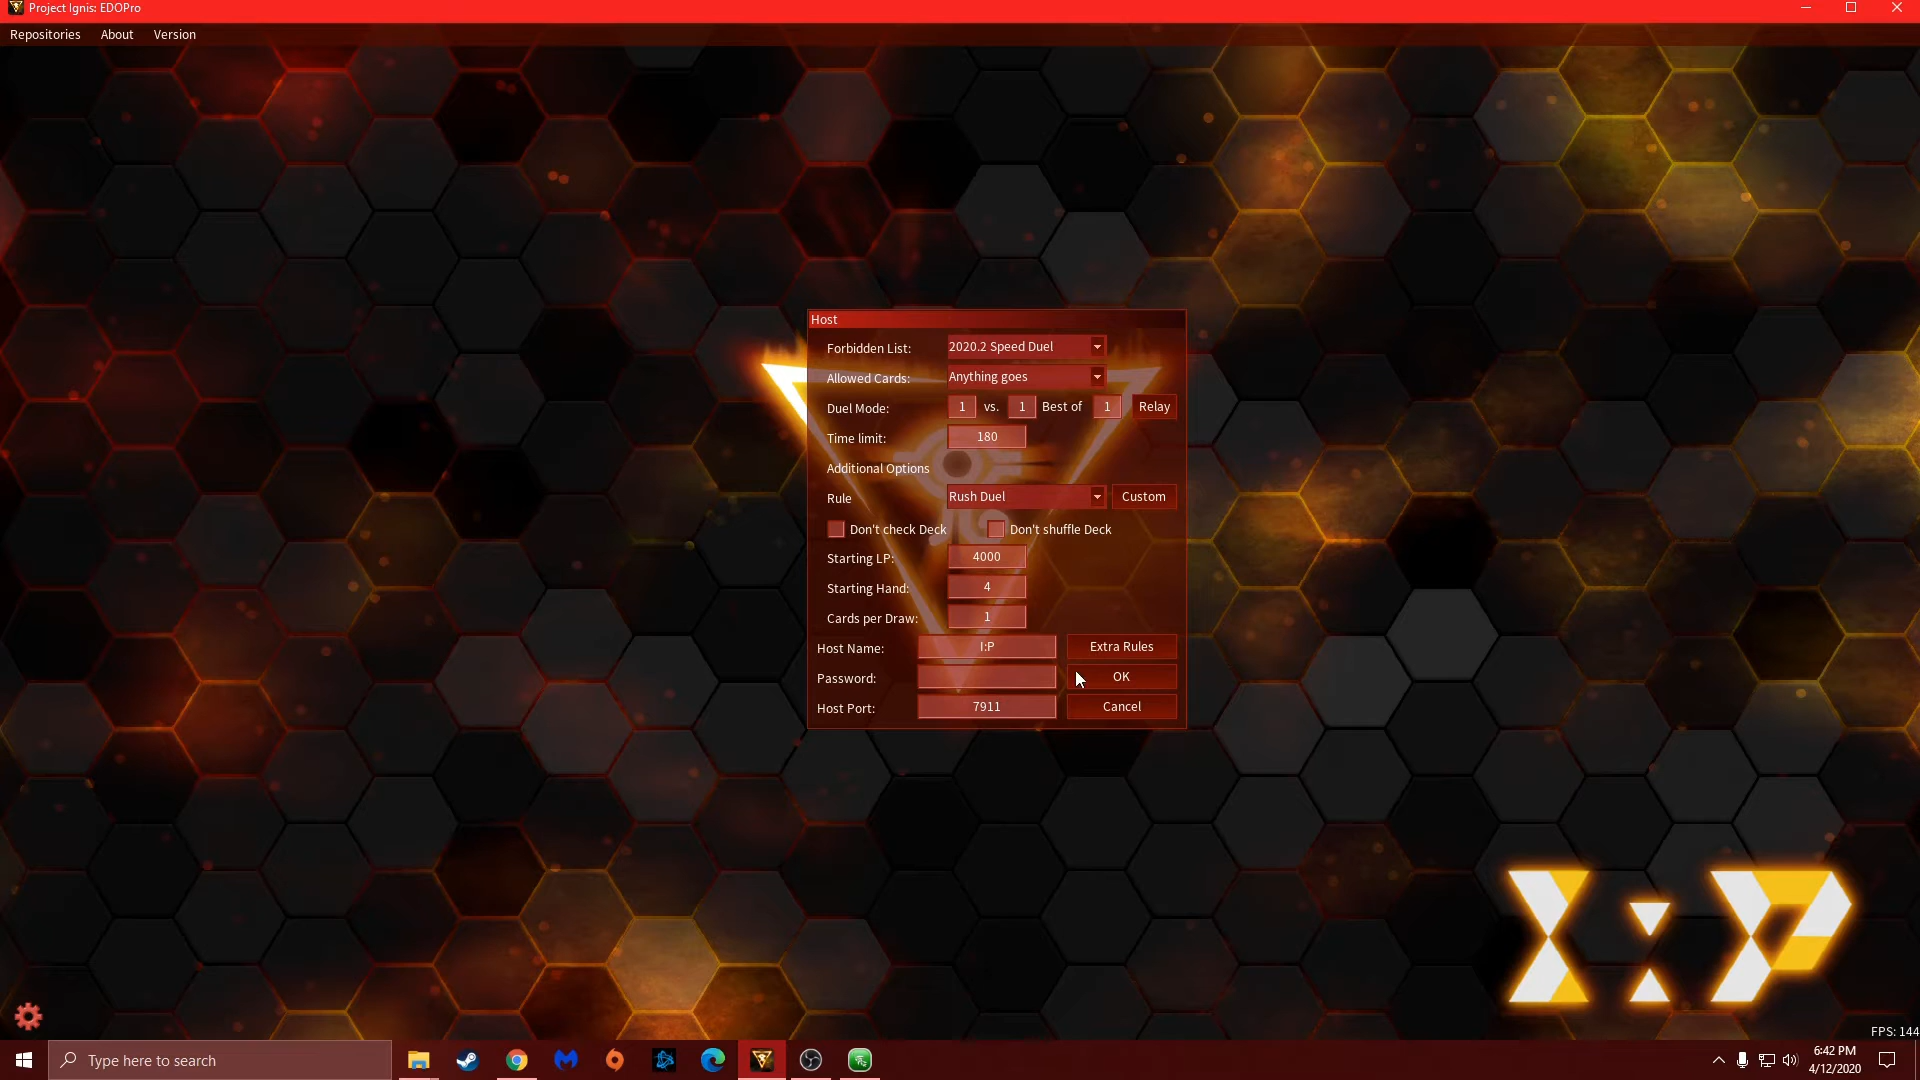 Project Ignis: EDOPro
Repositories About Version
Host
Forbidden List: 2020.2 Speed Duel
Allowed Cards: Anything goes
Duel Mode: 1 vs. 1 Best of 1 Relay
Time limit: 180
Additional Options
Rule Rush Duel Custom
Don't check Deck Don't shuffle Deck
Starting LP: 4000
Starting Hand: 4
Cards per Draw: 1
Host Name: I:P Extra Rules
Password: OK
Host Port: 7911 Cancel
I:P
FPS: 144
Type here to search
6:42 PM
4/12/2020